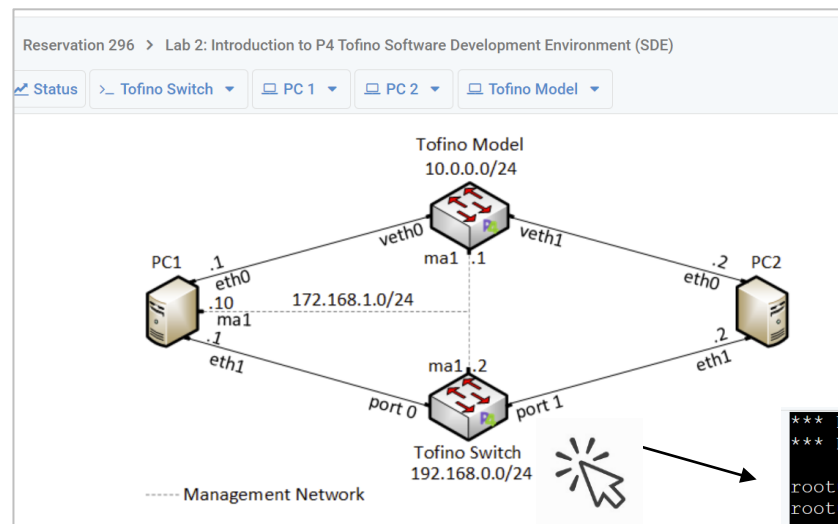 Reservation 296 > Lab 2: Introduction to P4 Tofino Software Development Environment (SDE)
Status >_ Tofino Switch PC 1 PC 2 Tofino Model
Tofino Model
10.0.0.0/24
veth0 veth1
ma1 .1
PC1 .1 eth0
.2 eth0 PC2
.10 ma1 172.168.1.0/24
.1 eth1
.2 eth1
ma1 .2
port 0 port 1
Tofino Switch
192.168.0.0/24
Management Network
***
***
root
root